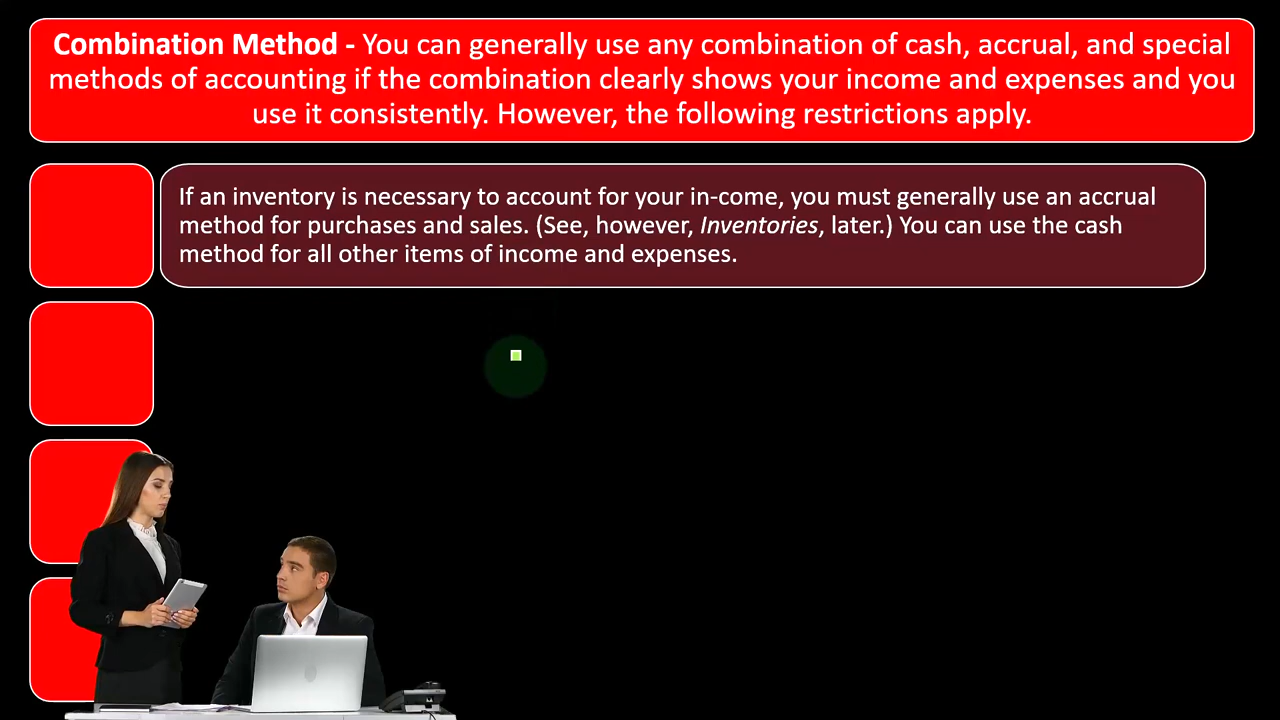 Combination Method - You can generally use any combination of cash, accrual, and special
methods of accounting if the combination clearly shows your income and expenses and you
use it consistently. However, the following restrictions apply.
If an inventory is necessary to account for your in-come, you must generally use an accrual
method for purchases and sales. (See, however, Inventories, later.) You can use the cash
method for all other items of income and expenses.